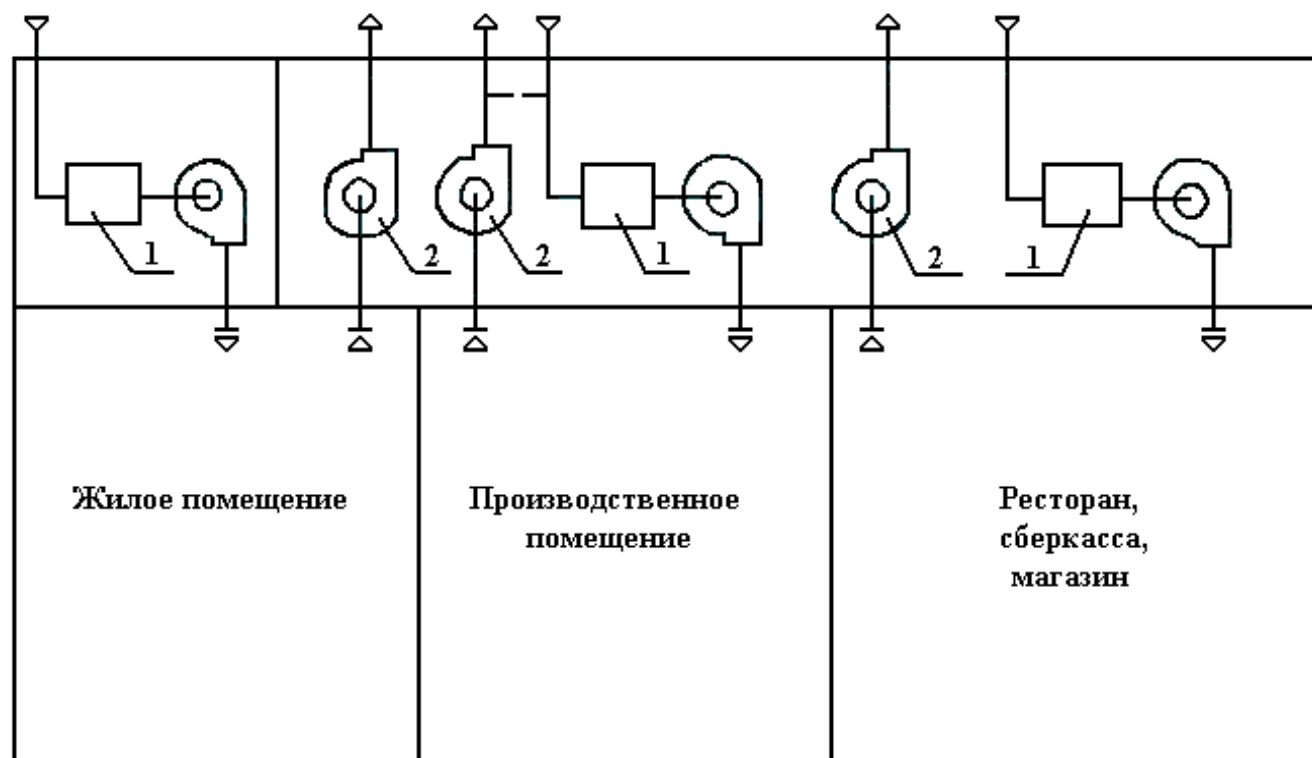 1
2
2
1
2
1
Жилое помещение
Производственное
помещение
Ресторан,
сберкасса,
магазин